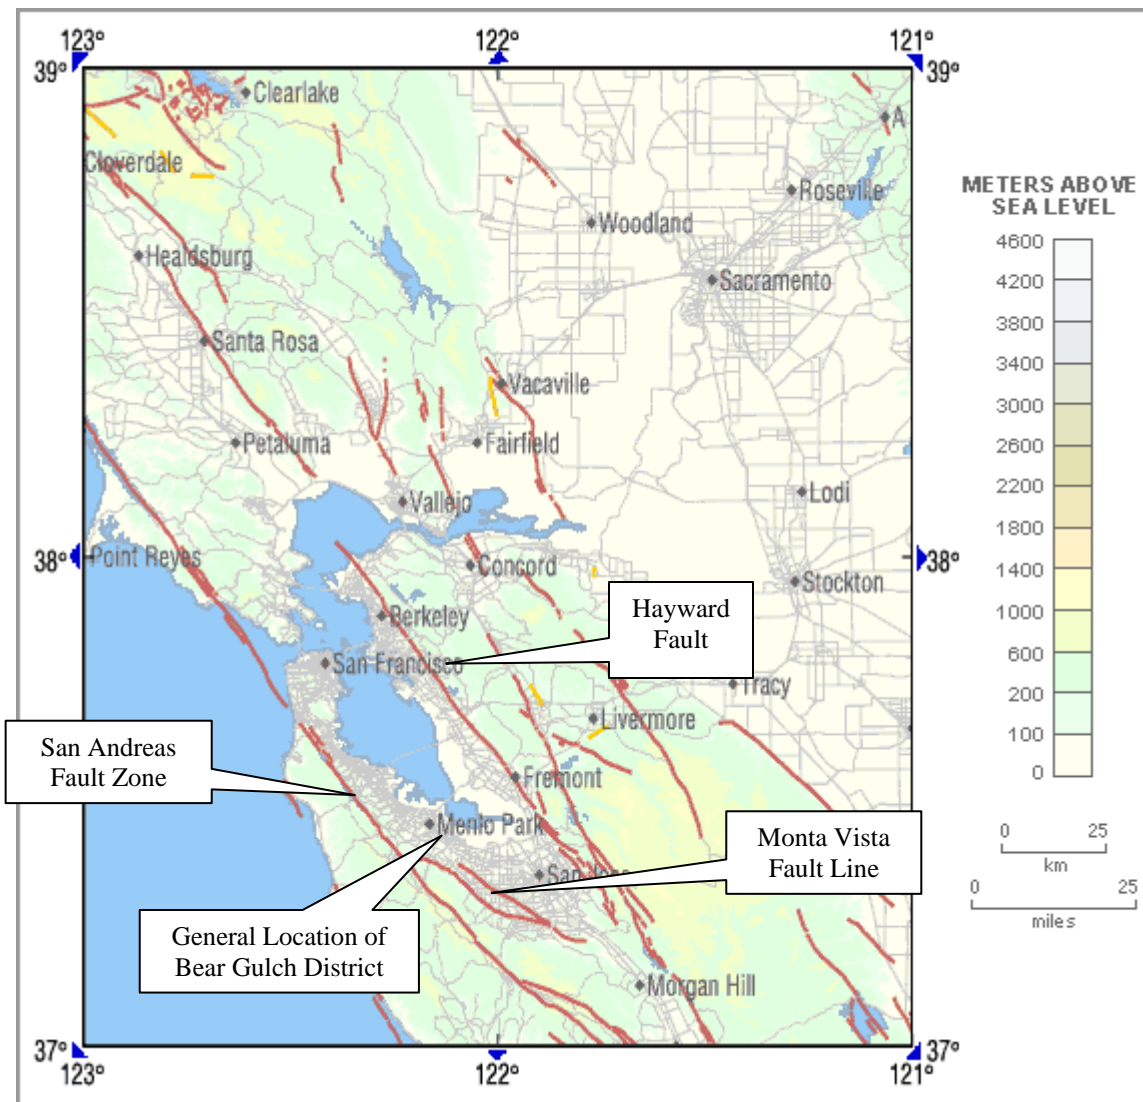 123°
122°
121°
39°
39°
Clearlake
A
Cloverdale
Roseville
METERS ABOVE
SEA LEVEL
Woodland
Healdsburg
Sacramento
4600
4200
3800
3400
3000
2600
2200
1800
1400
1000
600
200
100
0
Santa Rosa
Vacaville
Petaluma
Fairfield
Vallejo
Lodi
38°
38°
Point Reyes
Concord
Stockton
Hayward
Fault
Berkeley
San Francisco
Tracy
Livermore
San Andreas
Fault Zone
Fremont
Menlo Park
Monta Vista
Fault Line
0 25
km
0 25
miles
San Jose
General Location of
Bear Gulch District
Morgan Hill
37°
37°
123°
122°
121°